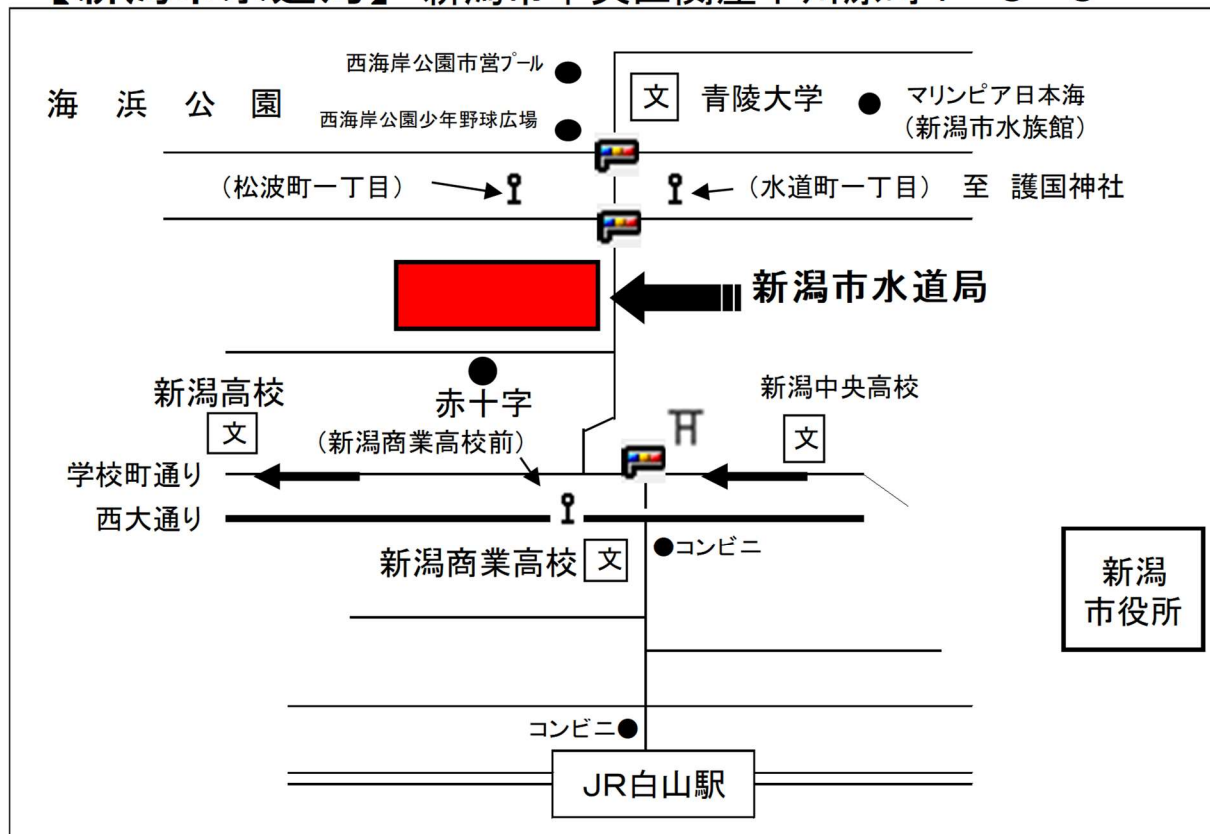 西海岸公園市営プール
海浜公園
文
青陵大学
マリンピア日本海
(新潟市水族館)
西海岸公園少年野球広場
(松波町一丁目)
(水道町一丁目)
至 護国神社
新潟市水道局
新潟高校
文
赤十字
(新潟商業高校前)
新潟中央高校
文
学校町通り
西大通り
新潟商業高校
文
コンビニ
新潟
市役所
コンビニ
JR白山駅